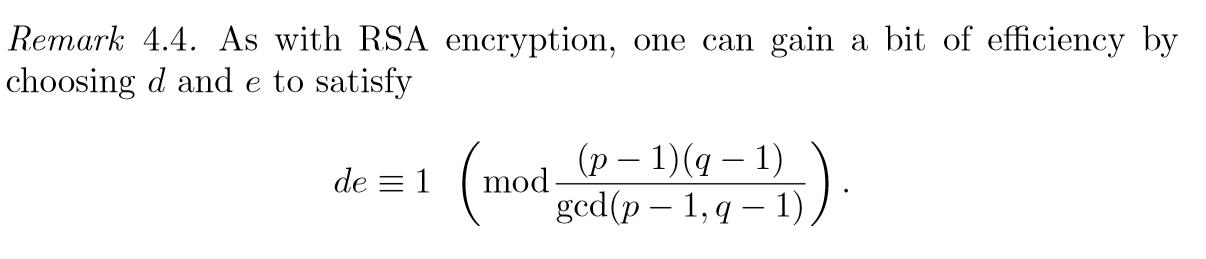 Remark 4.4. As with RSA encryption, one can gain a bit of efficiency by
choosing d and e to satisfy
de ≡ 1 (mod (p − 1)(q − 1) / gcd(p − 1, q − 1)).